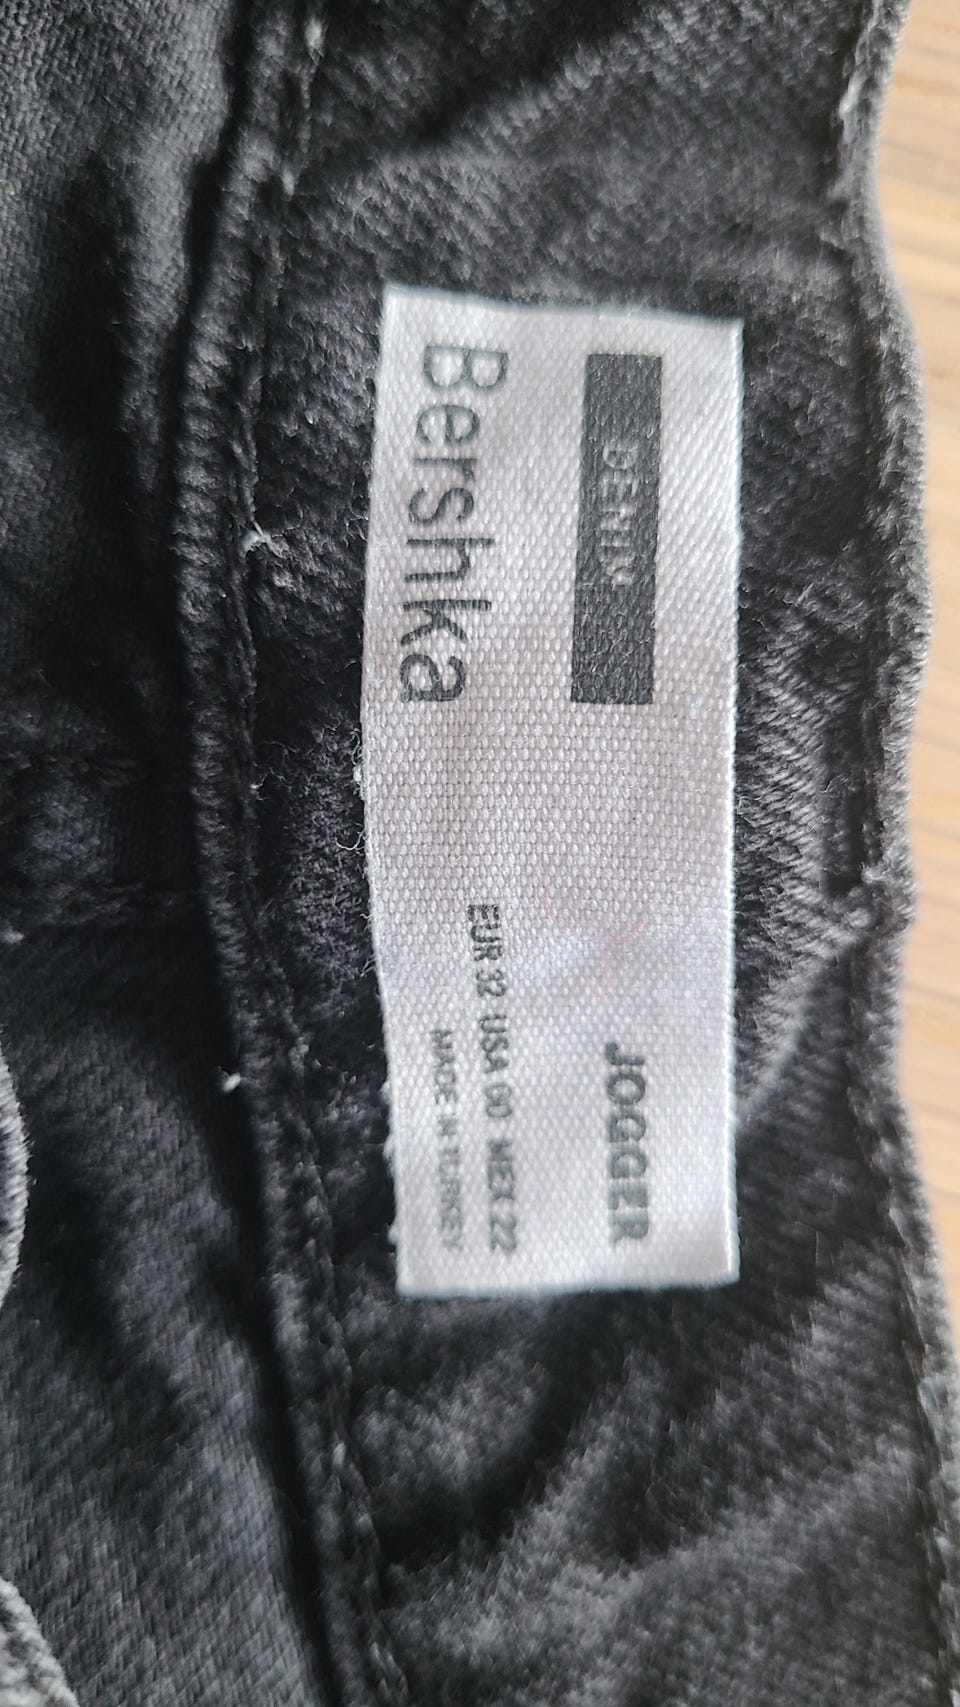 DENIM
Bershka
JOGGER
EUR 32 USA 00 MEX 22
MADE IN TURKEY